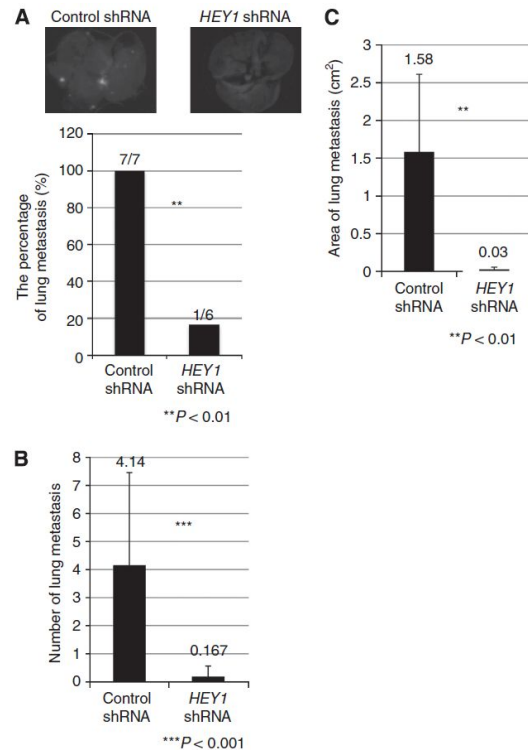 A
Control shRNA
HEY1 shRNA
The percentage
of lung metastasis (%)
120
100
80
60
40
20
0
7/7
**
1/6
Control
shRNA
HEY1
shRNA
**P < 0.01
B
Number of lung metastasis
8
7
6
5
4
3
2
1
0
4.14
***
0.167
Control
shRNA
HEY1
shRNA
***P < 0.001
C
Area of lung metastasis (cm²)
3
2.5
2
1.5
1
0.5
0
1.58
**
0.03
Control
shRNA
HEY1
shRNA
**P < 0.01